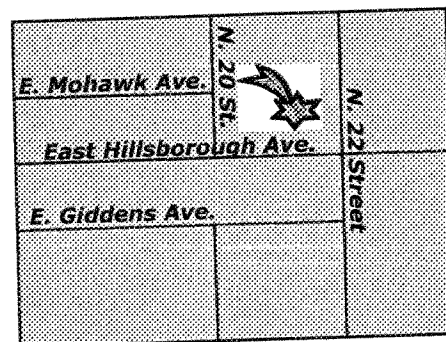 N. 20 St.
E. Mohawk Ave.
N. 22 Street
East Hillsborough Ave.
E. Giddens Ave.